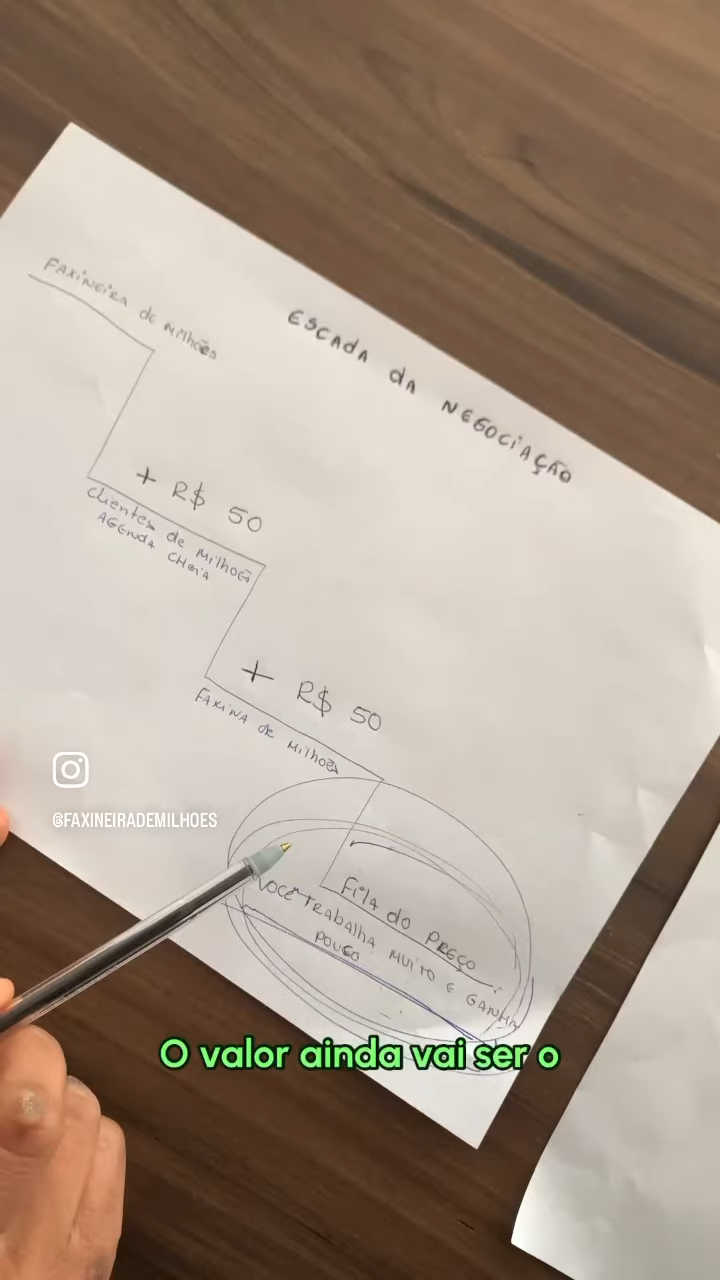 ESCADA DA NEGOCIAÇÃO
FAXINEIRA de milhões
+ R$ 50
Clientes de milhoẽ
AGENDA CHEIA
+ R$ 50
FAXINA DE Milhões
Fila do PREÇO
VOCÊ TRABALHA MUITO E GANHA
POUCO
@FAXINEIRADEMILHOES
O valor ainda vai ser o